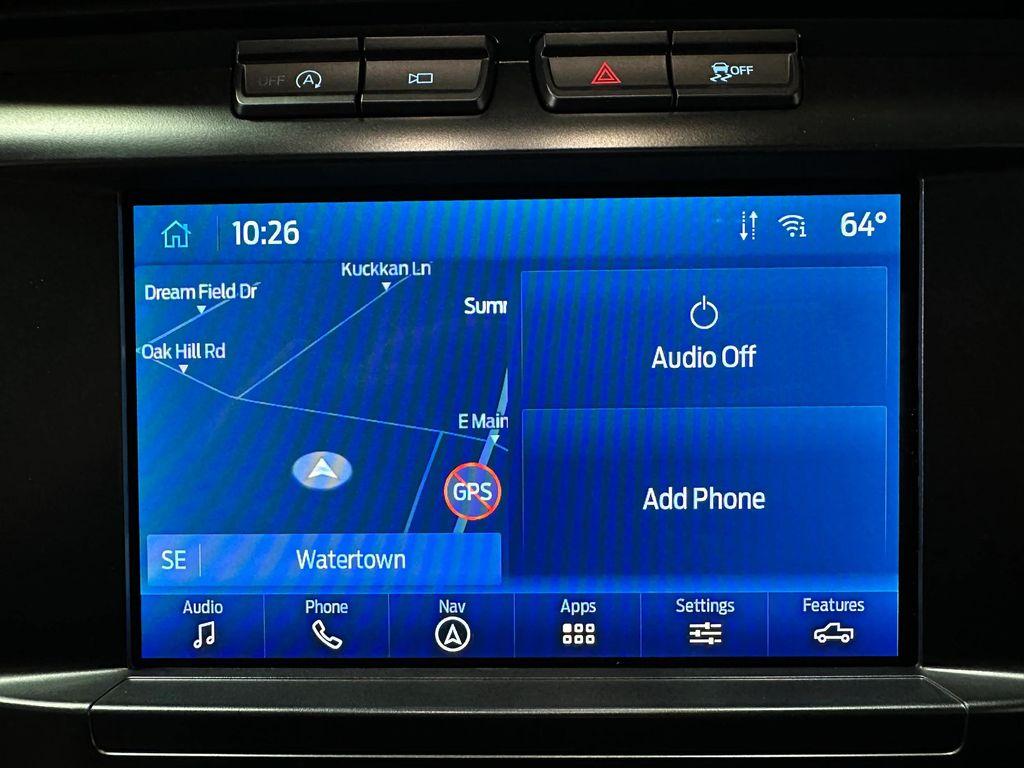 OFF A
OFF
10:26
64°
Kuckkan Ln
Dream Field Dr
Summ
Oak Hill Rd
E Main
GPS
SE
Watertown
Audio Off
Add Phone
Audio
Phone
Nav
Apps
Settings
Features